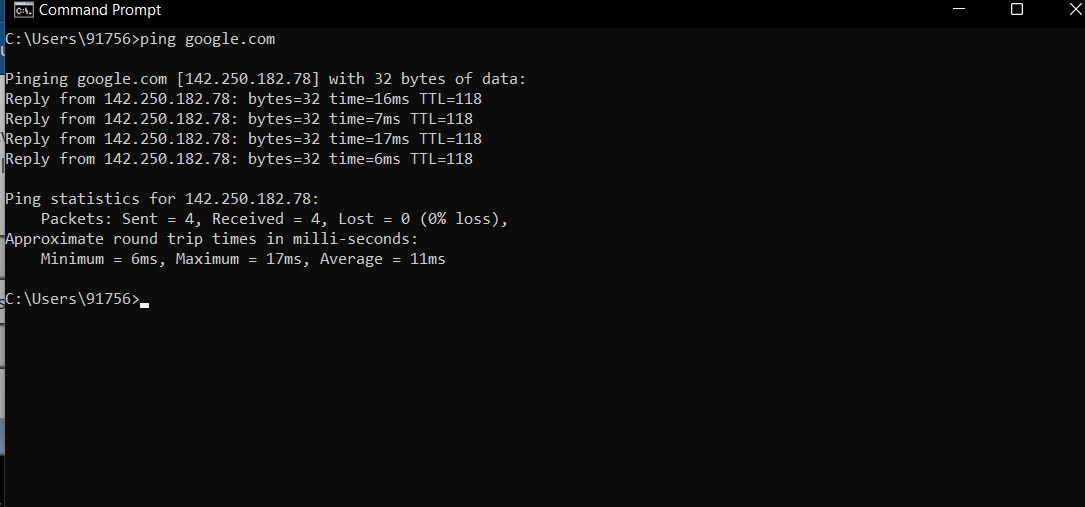 Command Prompt
C:\Users\91756>ping google.com
Pinging google.com [142.250.182.78] with 32 bytes of data:
Reply from 142.250.182.78: bytes=32 time=16ms TTL=118
Reply from 142.250.182.78: bytes=32 time=7ms TTL=118
Reply from 142.250.182.78: bytes=32 time=17ms TTL=118
Reply from 142.250.182.78: bytes=32 time=6ms TTL=118
Ping statistics for 142.250.182.78:
    Packets: Sent = 4, Received = 4, Lost = 0 (0% loss),
Approximate round trip times in milli-seconds:
    Minimum = 6ms, Maximum = 17ms, Average = 11ms
C:\Users\91756>